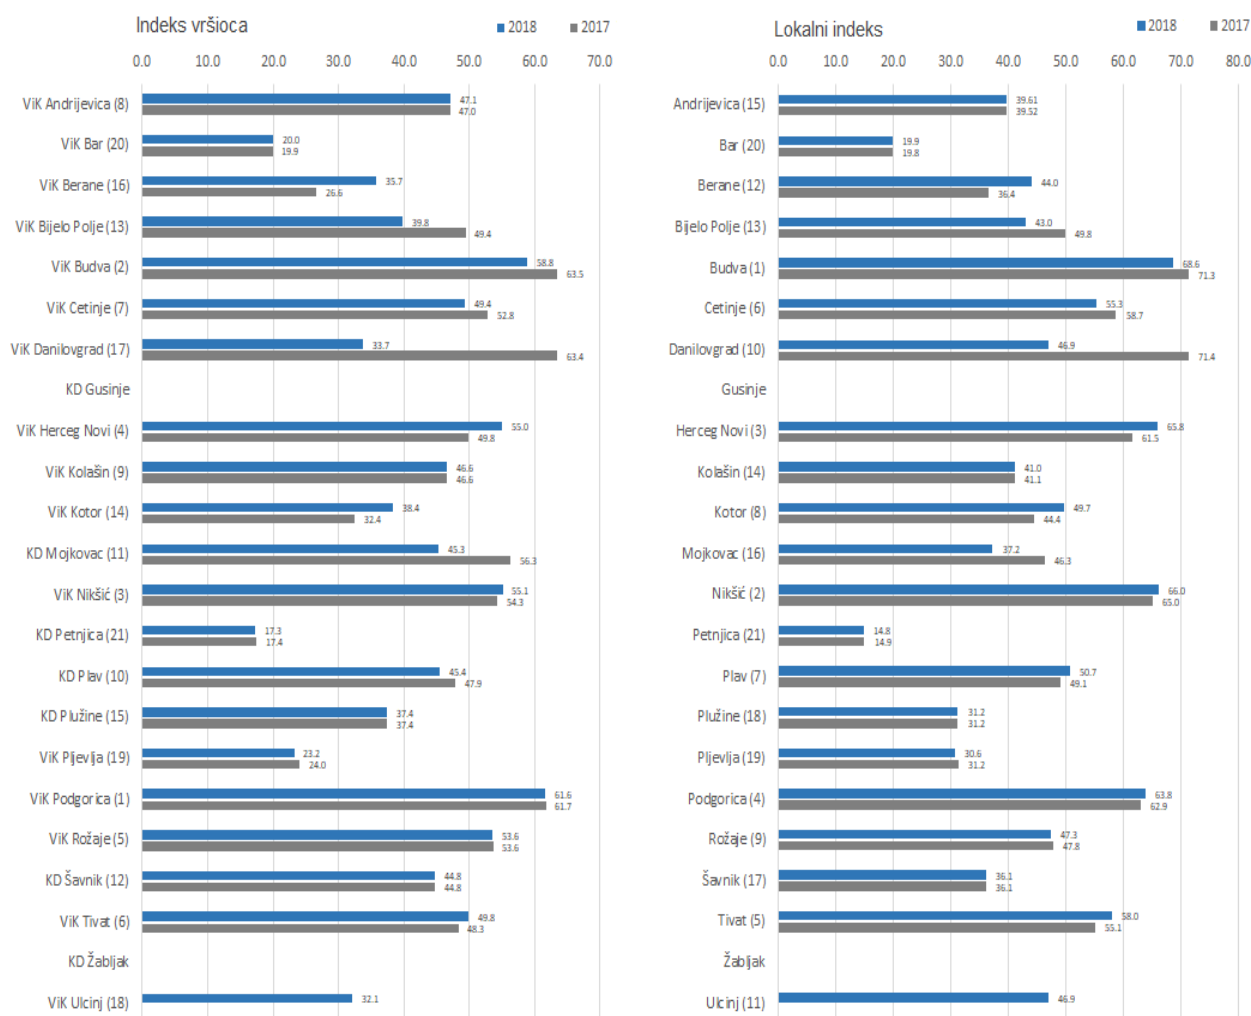 Indeks vršioca
2018 2017
0.0 10.0 20.0 30.0 40.0 50.0 60.0 70.0
ViK Andrijevica (8) 47.1
47.0
ViK Bar (20) 20.0
19.9
ViK Berane (16) 35.7
26.6
ViK Bijelo Polje (13) 39.8
49.4
ViK Budva (2) 58.8
63.5
ViK Cetinje (7) 49.4
52.8
ViK Danilovgrad (17) 33.7
63.4
KD Gusinje
ViK Herceg Novi (4) 55.0
49.8
ViK Kolašin (9) 46.6
46.6
ViK Kotor (14) 38.4
32.4
KD Mojkovac (11) 45.3
56.3
ViK Nikšić (3) 55.1
54.3
KD Petnjica (21) 17.3
17.4
KD Plav (10) 45.4
47.9
KD Plužine (15) 37.4
37.4
ViK Pljevlja (19) 23.2
24.0
ViK Podgorica (1) 61.6
61.7
ViK Rožaje (5) 53.6
53.6
KD Šavnik (12) 44.8
44.8
ViK Tivat (6) 49.8
48.3
KD Žabljak
ViK Ulcinj (18) 32.1
Lokalni indeks
2018 2017
0.0 10.0 20.0 30.0 40.0 50.0 60.0 70.0 80.0
Andrijevica (15) 39.61
39.52
Bar (20) 19.9
19.8
Berane (12) 44.0
36.4
Bijelo Polje (13) 43.0
49.8
Budva (1) 68.6
71.3
Cetinje (6) 55.3
58.7
Danilovgrad (10) 46.9
71.4
Gusinje
Herceg Novi (3) 65.8
61.5
Kolašin (14) 41.0
41.1
Kotor (8) 49.7
44.4
Mojkovac (16) 37.2
46.3
Nikšić (2) 66.0
65.0
Petnjica (21) 14.8
14.9
Plav (7) 50.7
49.1
Plužine (18) 31.2
31.2
Pljevlja (19) 30.6
31.2
Podgorica (4) 63.8
62.9
Rožaje (9) 47.3
47.8
Šavnik (17) 36.1
36.1
Tivat (5) 58.0
55.1
Žabljak
Ulcinj (11) 46.9